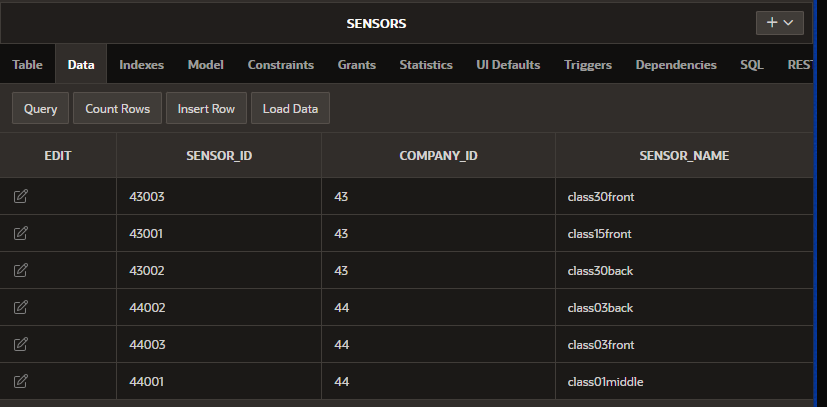 SENSORS
Table Data Indexes Model Constraints Grants Statistics UI Defaults Triggers Dependencies SQL REST
Query Count Rows Insert Row Load Data
EDIT SENSOR_ID COMPANY_ID SENSOR_NAME
43003 43 class30front
43001 43 class15front
43002 43 class30back
44002 44 class03back
44003 44 class03front
44001 44 class01middle